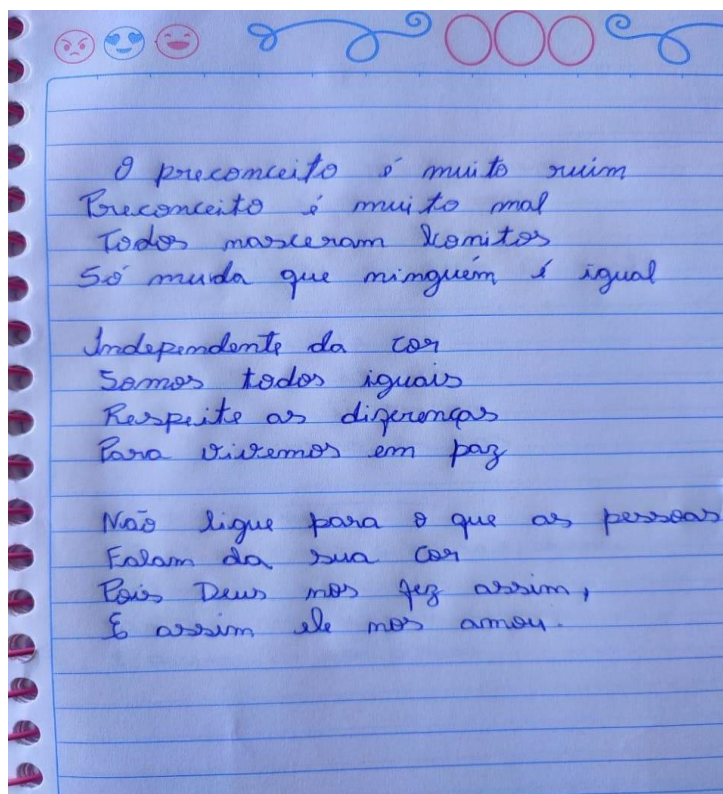 O preconceito é muito ruim
Preconceito é muito mal
Todos nasceram bonitos
Só muda que ninguém é igual
Independente da cor
Somos todos iguais
Respeite as diferenças
Para vivemos em paz
Não ligue para o que as pessoas
Falam da sua cor
Pois Deus nos fez assim,
E assim ele nos amou.